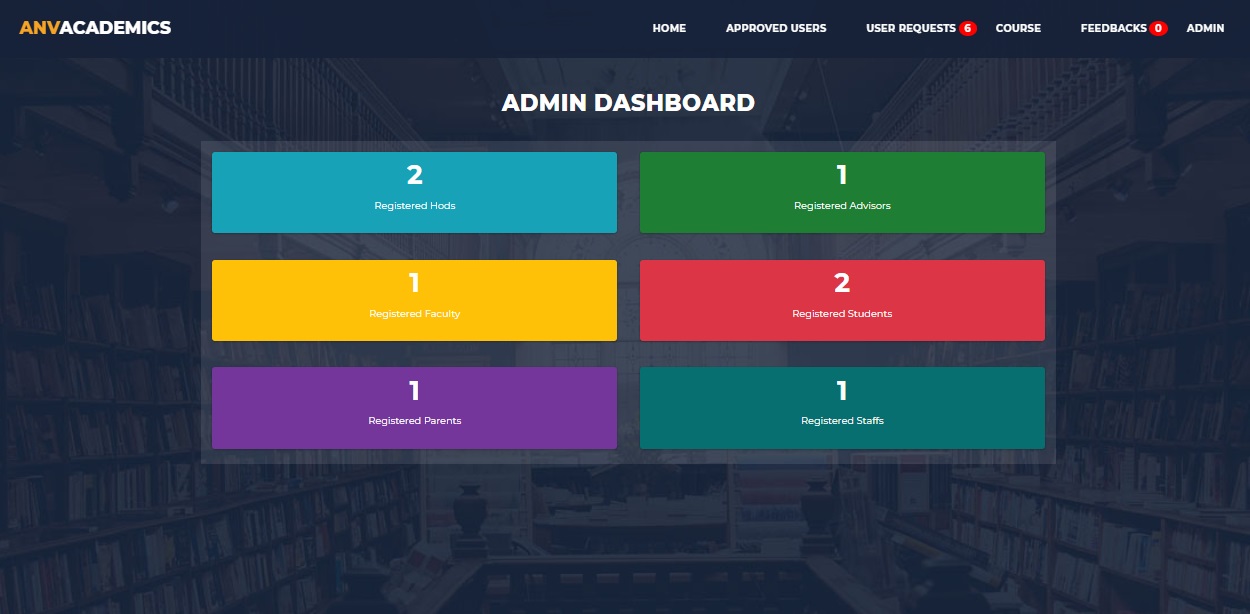 ANVACADEMICS HOME APPROVED USERS USER REQUESTS 6 COURSE FEEDBACKS 0 ADMIN
ADMIN DASHBOARD
2 1
Registered Hods Registered Advisors
1 2
Registered Faculty Registered Students
1 1
Registered Parents Registered Staffs